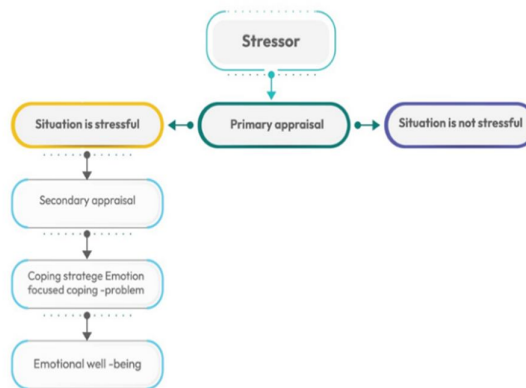 Stressor
Situation is stressful
Primary appraisal
Situation is not stressful
Secondary appraisal
Coping stratege Emotion
focused coping -problem
Emotional well -being